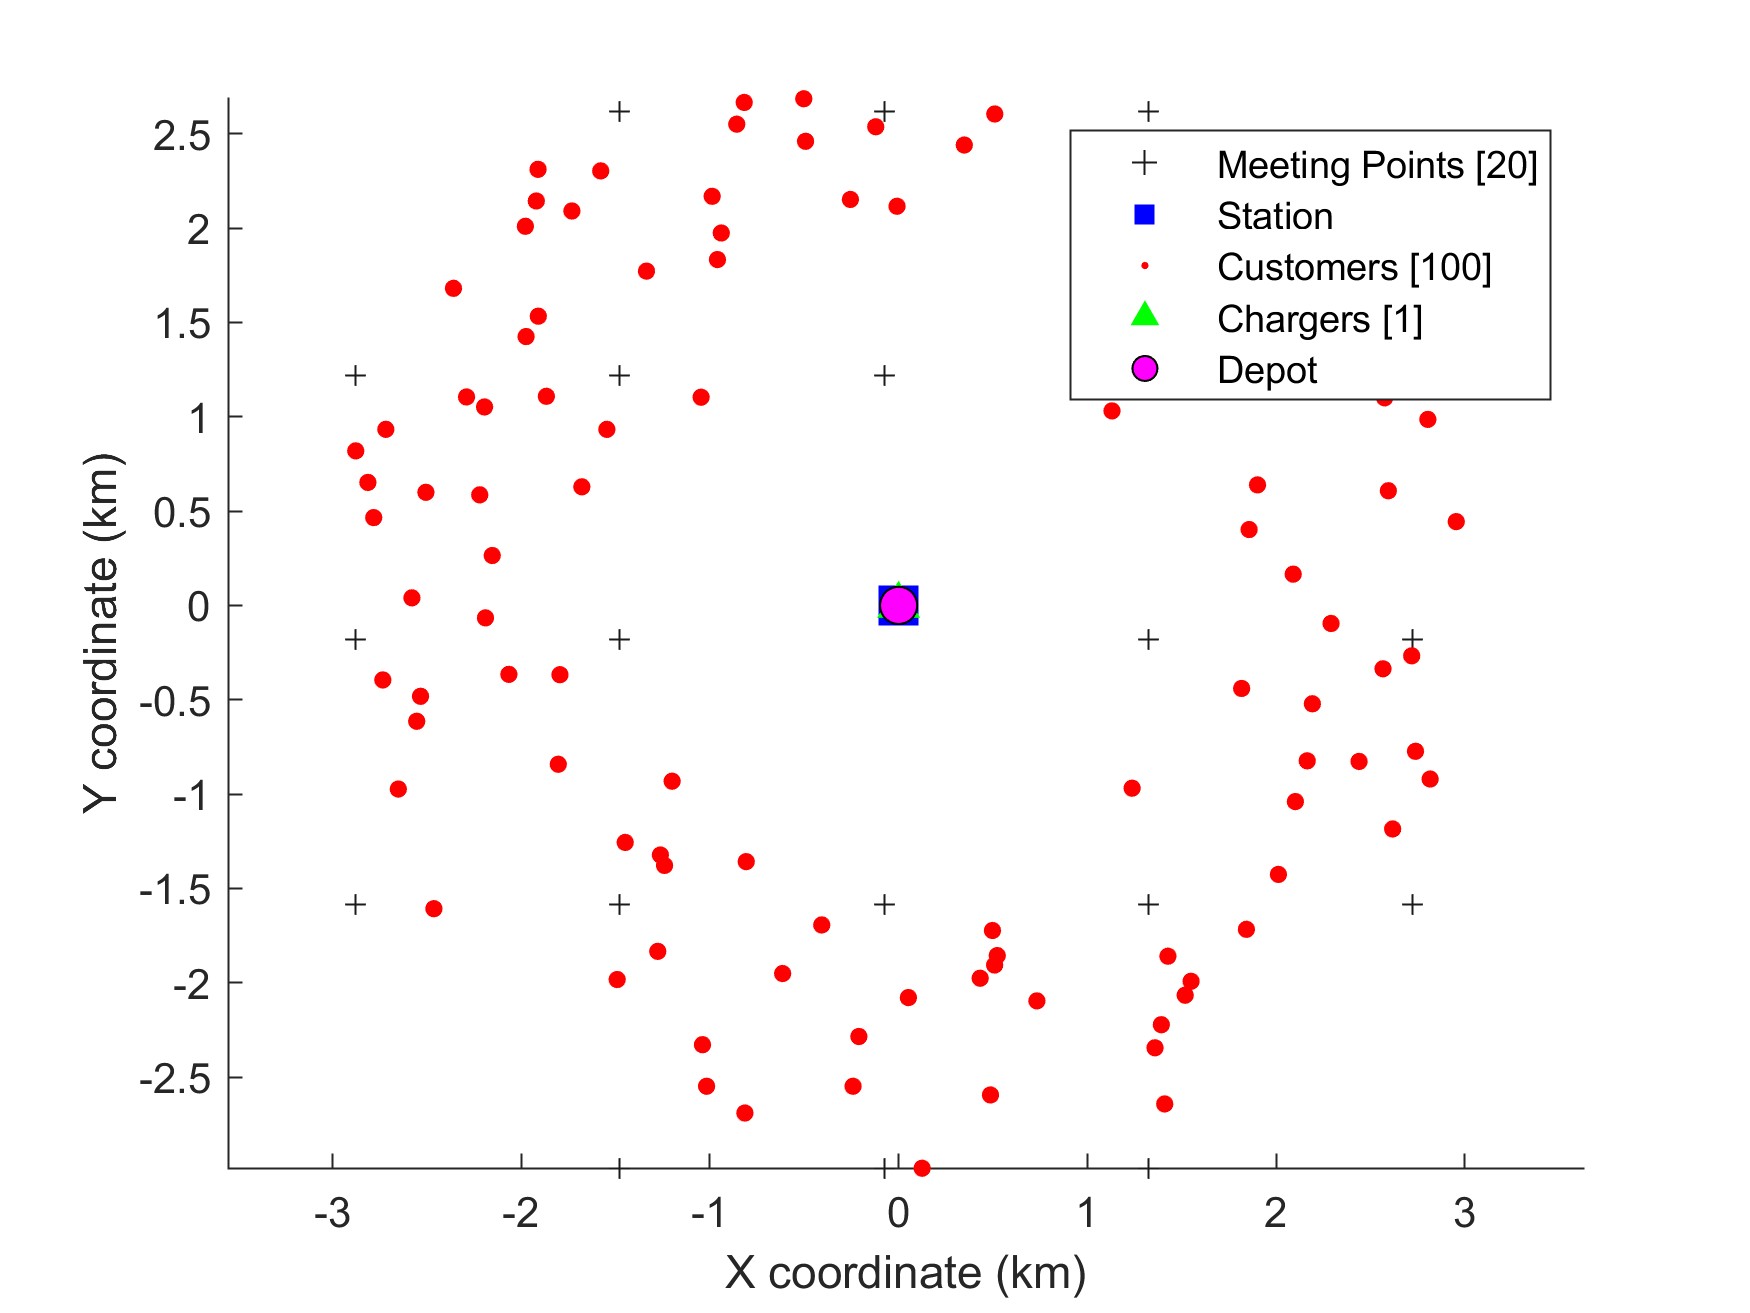 2.5
2
1.5
1
0.5
0
-0.5
-1
-1.5
-2
-2.5
Y coordinate (km)
Meeting Points [20]
Station
Customers [100]
Chargers [1]
Depot
-3 -2 -1 0 1 2 3
X coordinate (km)